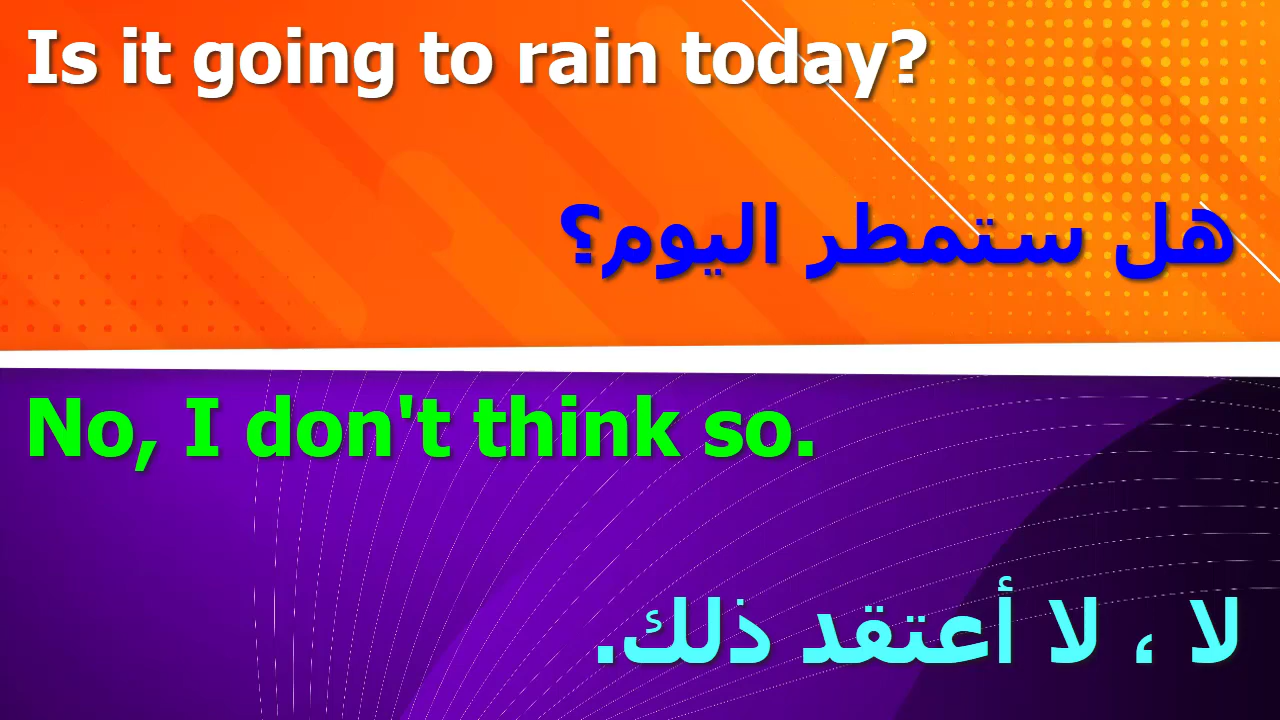 Is it going to rain today?
هل ستمطر اليوم؟
No, I don't think so.
لا ، لا أعتقد ذلك.